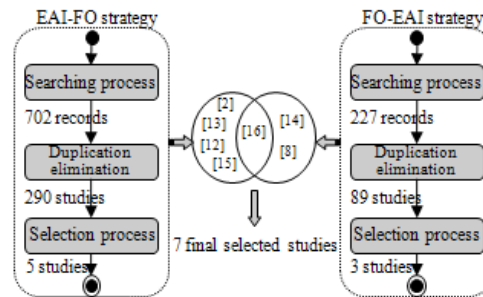 EAI-FO strategy
Searching process
702 records
Duplication
elimination
290 studies
Selection process
5 studies
[2]
[13]
[12]
[15]
[16]
[14]
[8]
7 final selected studies
FO-EAI strategy
Searching process
227 records
Duplication
elimination
89 studies
Selection process
3 studies